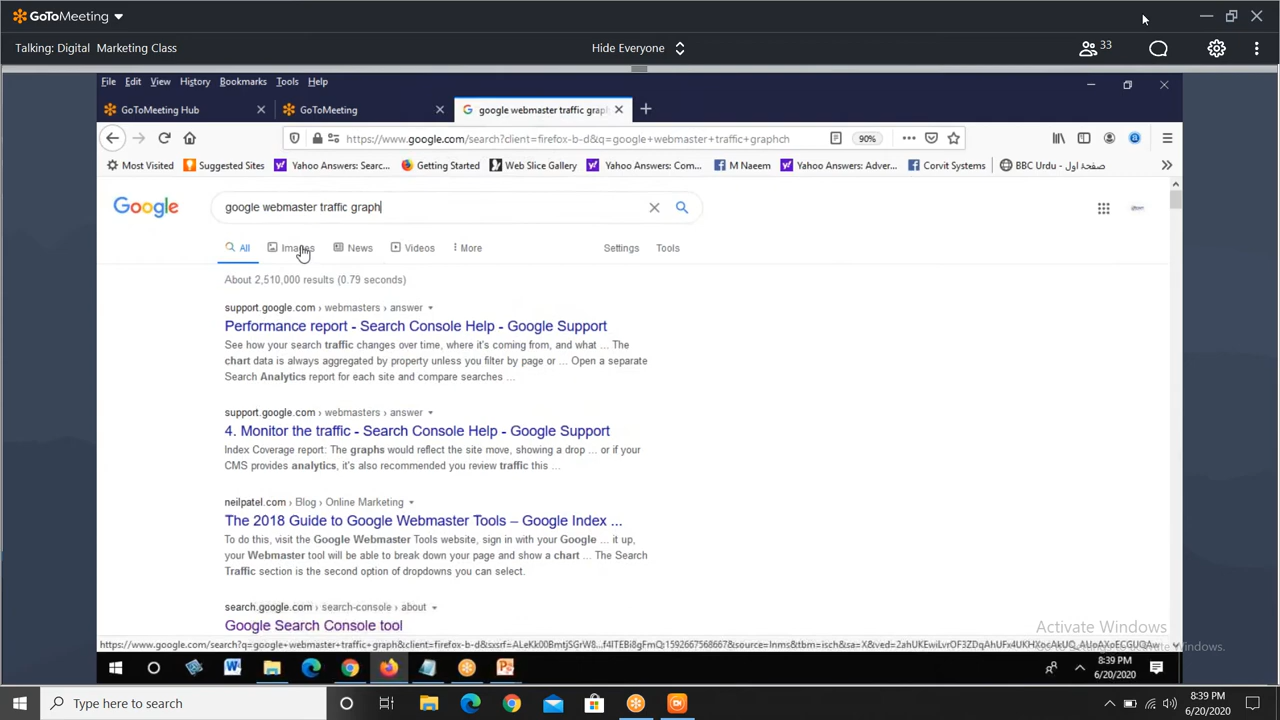 GoToMeeting
Talking: Digital Marketing Class
Hide Everyone
33
File Edit View History Bookmarks Tools Help
GoToMeeting Hub
GoToMeeting
google webmaster traffic grap
https://www.google.com/search?client=firefox-b-d&q=google+webmaster+traffic+graphch
90%
Most Visited
Suggested Sites
Yahoo Answers: Searc...
Getting Started
Web Slice Gallery
Yahoo Answers: Com...
M Naeem
Yahoo Answers: Adver...
Corvit Systems
BBC Urdu - صفحۂ اول
Google
google webmaster traffic graph
All Images News Videos More Settings Tools
About 2,510,000 results (0.79 seconds)
support.google.com › webmasters › answer
Performance report - Search Console Help - Google Support
See how your search traffic changes over time, where it's coming from, and what ... The
chart data is always aggregated by property unless you filter by page or ... Open a separate
Search Analytics report for each site and compare searches ...
support.google.com › webmasters › answer
4. Monitor the traffic - Search Console Help - Google Support
Index Coverage report: The graphs would reflect the site move, showing a drop ... or if your
CMS provides analytics, it's also recommended you review traffic this ...
neilpatel.com › Blog › Online Marketing
The 2018 Guide to Google Webmaster Tools – Google Index ...
To do this, visit the Google Webmaster Tools website, sign in with your Google ... it up,
your Webmaster tool will be able to break down your page and show a chart ... The Search
Traffic section is the second option of dropdowns you can select.
search.google.com › search-console › about
Google Search Console tool
Activate Windows
8:39 PM
6/20/2020
Type here to search
8:39 PM
6/20/2020